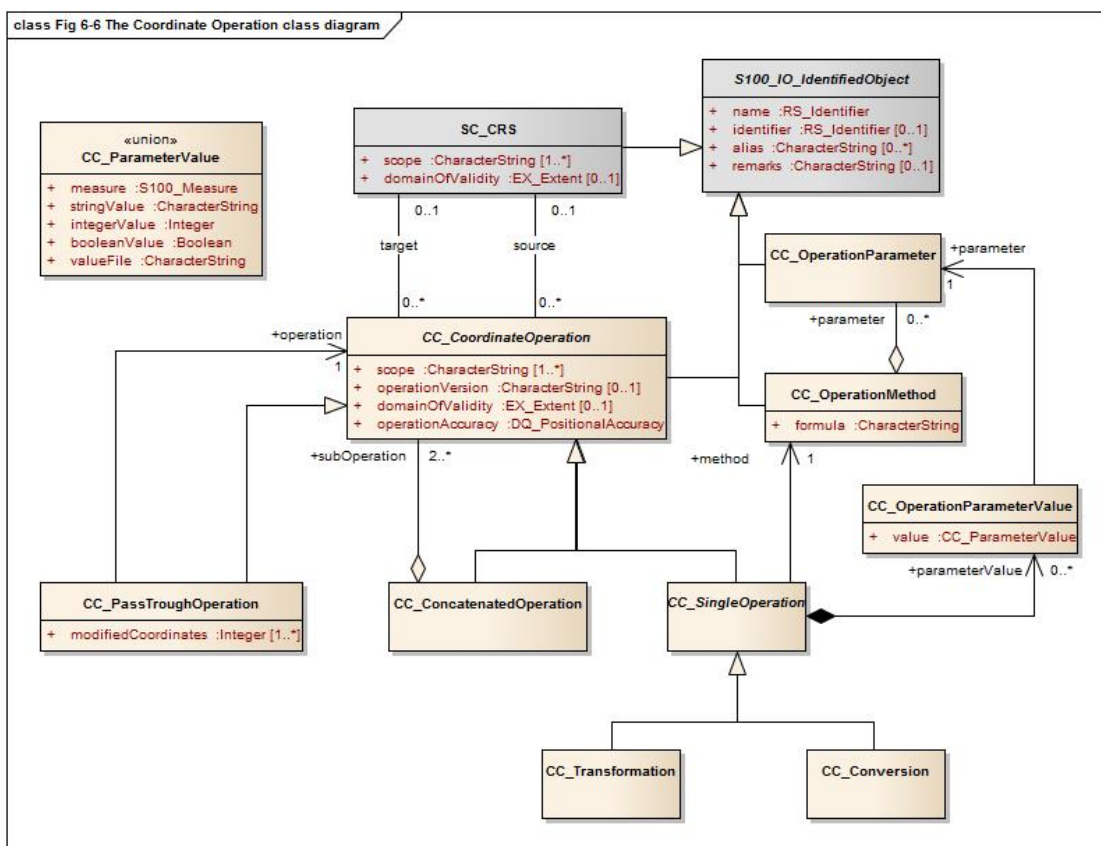 class Fig 6-6 The Coordinate Operation class diagram
S100_IO_IdentifiedObject
+ name :RS_Identifier
+ identifier :RS_Identifier [0..1]
+ alias :CharacterString [0..*]
+ remarks :CharacterString [0..1]
SC_CRS
+ scope :CharacterString [1..*]
+ domainOfValidity :EX_Extent [0..1]
«union»
CC_ParameterValue
+ measure :S100_Measure
+ stringValue :CharacterString
+ integerValue :Integer
+ booleanValue :Boolean
+ valueFile :CharacterString
0..1
0..1
target
source
0..*
0..*
CC_OperationParameter
+parameter
1
+parameter
0..*
+operation
1
CC_CoordinateOperation
+ scope :CharacterString [1..*]
+ operationVersion :CharacterString [0..1]
+ domainOfValidity :EX_Extent [0..1]
+ operationAccuracy :DQ_PositionalAccuracy
CC_OperationMethod
+ formula :CharacterString
+subOperation
2..*
+method
1
CC_OperationParameterValue
+ value :CC_ParameterValue
+parameterValue
0..*
CC_PassTroughOperation
+ modifiedCoordinates :Integer [1..*]
CC_ConcatenatedOperation
CC_SingleOperation
CC_Transformation
CC_Conversion